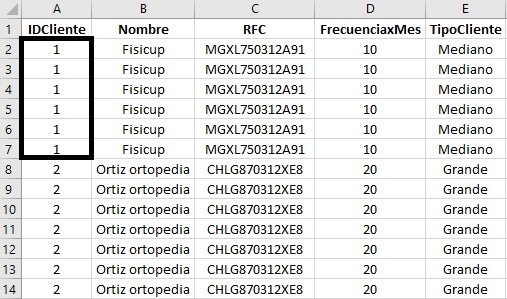 A B C D E
1 IDCliente Nombre RFC FrecuenciaxMes TipoCliente
2 1 Fisicup MGXL750312A91 10 Mediano
3 1 Fisicup MGXL750312A91 10 Mediano
4 1 Fisicup MGXL750312A91 10 Mediano
5 1 Fisicup MGXL750312A91 10 Mediano
6 1 Fisicup MGXL750312A91 10 Mediano
7 1 Fisicup MGXL750312A91 10 Mediano
8 2 Ortiz ortopedia CHLG870312XE8 20 Grande
9 2 Ortiz ortopedia CHLG870312XE8 20 Grande
10 2 Ortiz ortopedia CHLG870312XE8 20 Grande
11 2 Ortiz ortopedia CHLG870312XE8 20 Grande
12 2 Ortiz ortopedia CHLG870312XE8 20 Grande
13 2 Ortiz ortopedia CHLG870312XE8 20 Grande
14 2 Ortiz ortopedia CHLG870312XE8 20 Grande